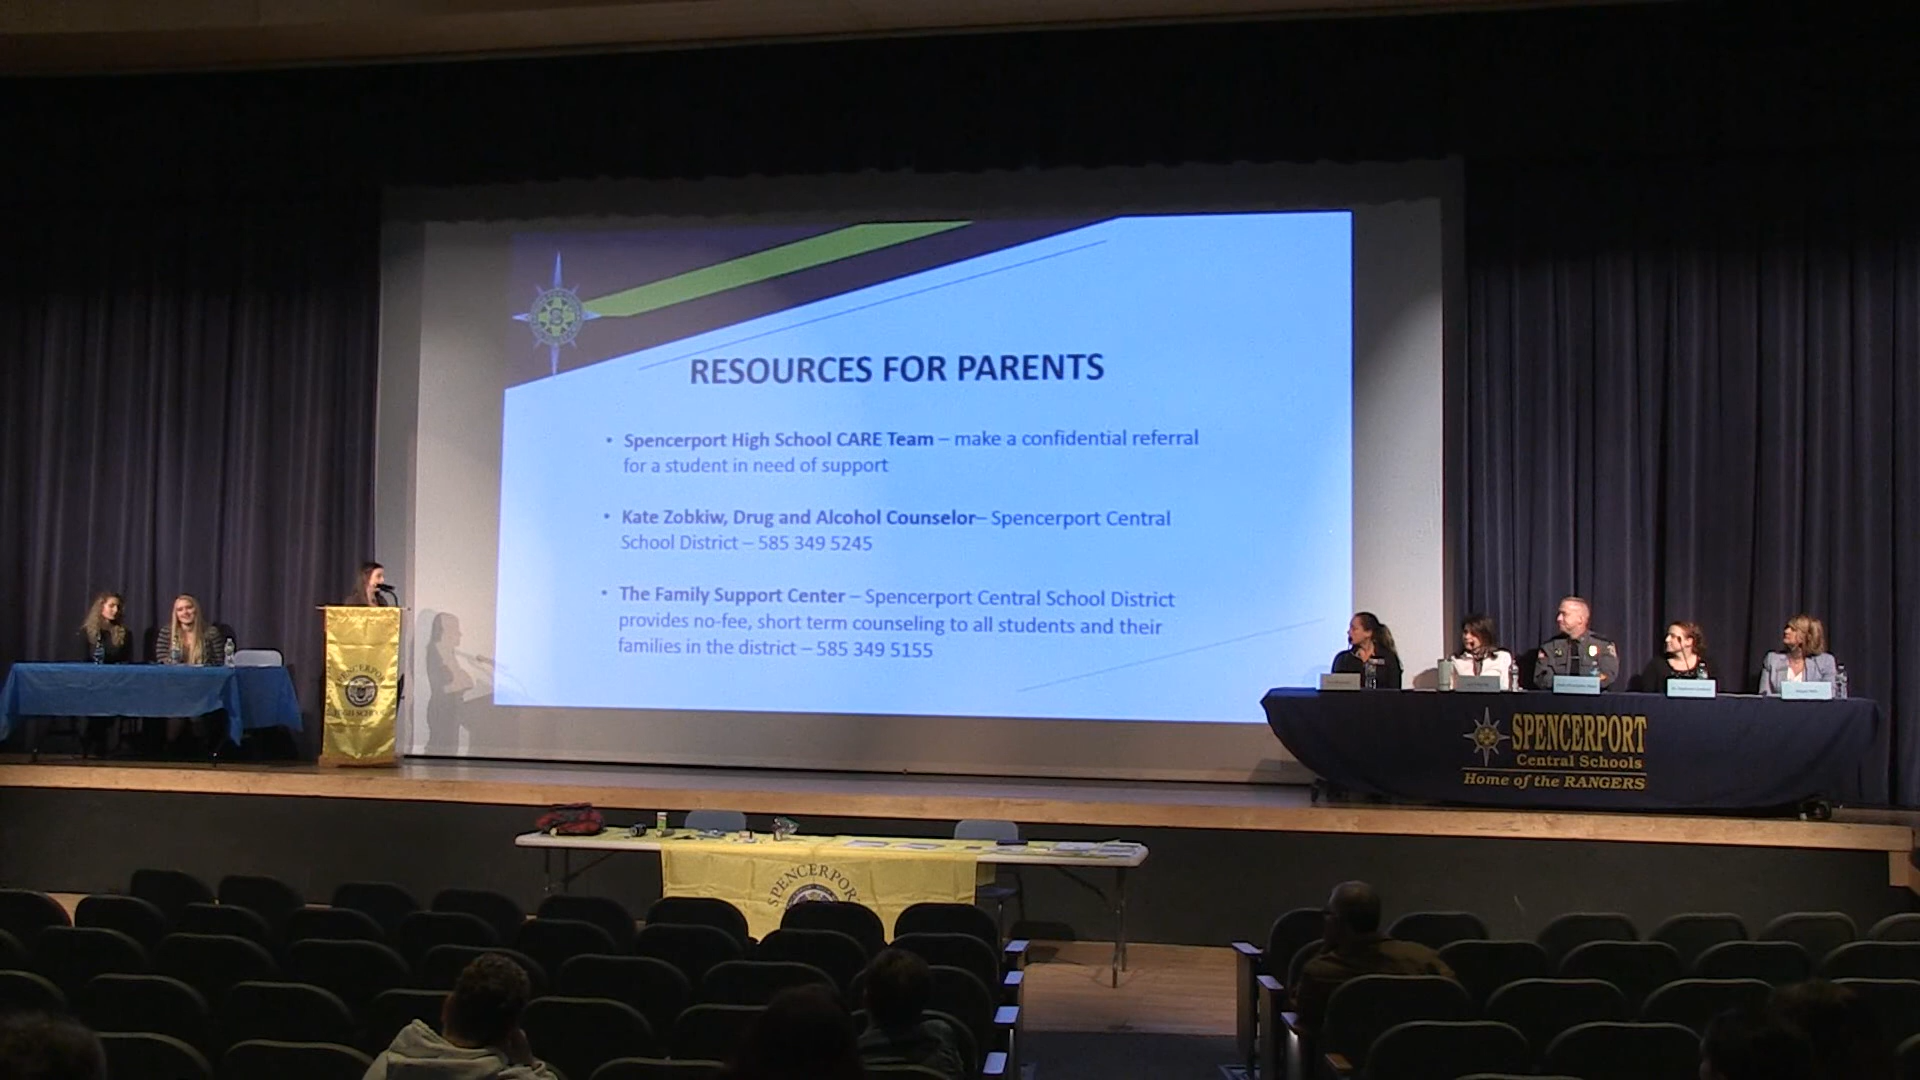 RESOURCES FOR PARENTS
• Spencerport High School CARE Team – make a confidential referral
for a student in need of support
• Kate Zobkiw, Drug and Alcohol Counselor– Spencerport Central
School District – 585 349 5245
• The Family Support Center – Spencerport Central School District
provides no-fee, short term counseling to all students and their
families in the district – 585 349 5155
SPENCERPORT
HIGH SCHOOL
SPENCERPORT
Central Schools
Home of the RANGERS
SPENCERPOR